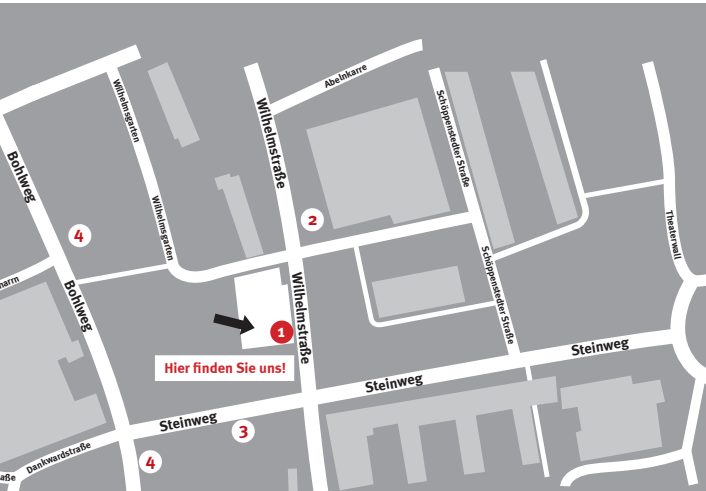 Abelnkarre
Wilhelmsgarten
Wilhelmstraße
Schöppenstedter Straße
Bohlweg
Wilhelmsgarten
2
4
Theaterwall
Schöppenstedter Straße
Bohlweg
Wilhelmstraße
1
Hier finden Sie uns!
Steinweg
Steinweg
Steinweg
3
Dankwardstraße
4